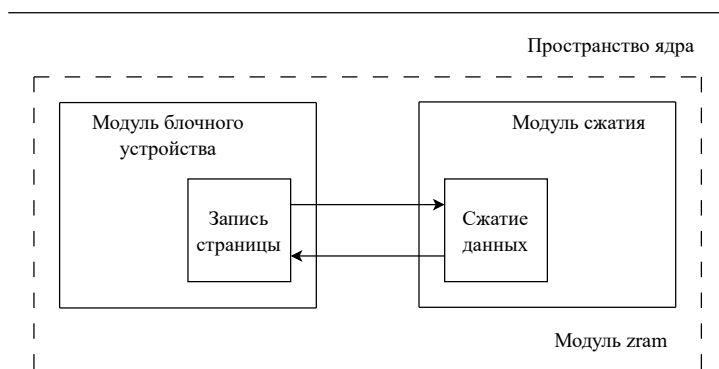 Пространство ядра
Модуль блочного
устройства
Модуль сжатия
Запись
страницы
Сжатие
данных
Модуль zram